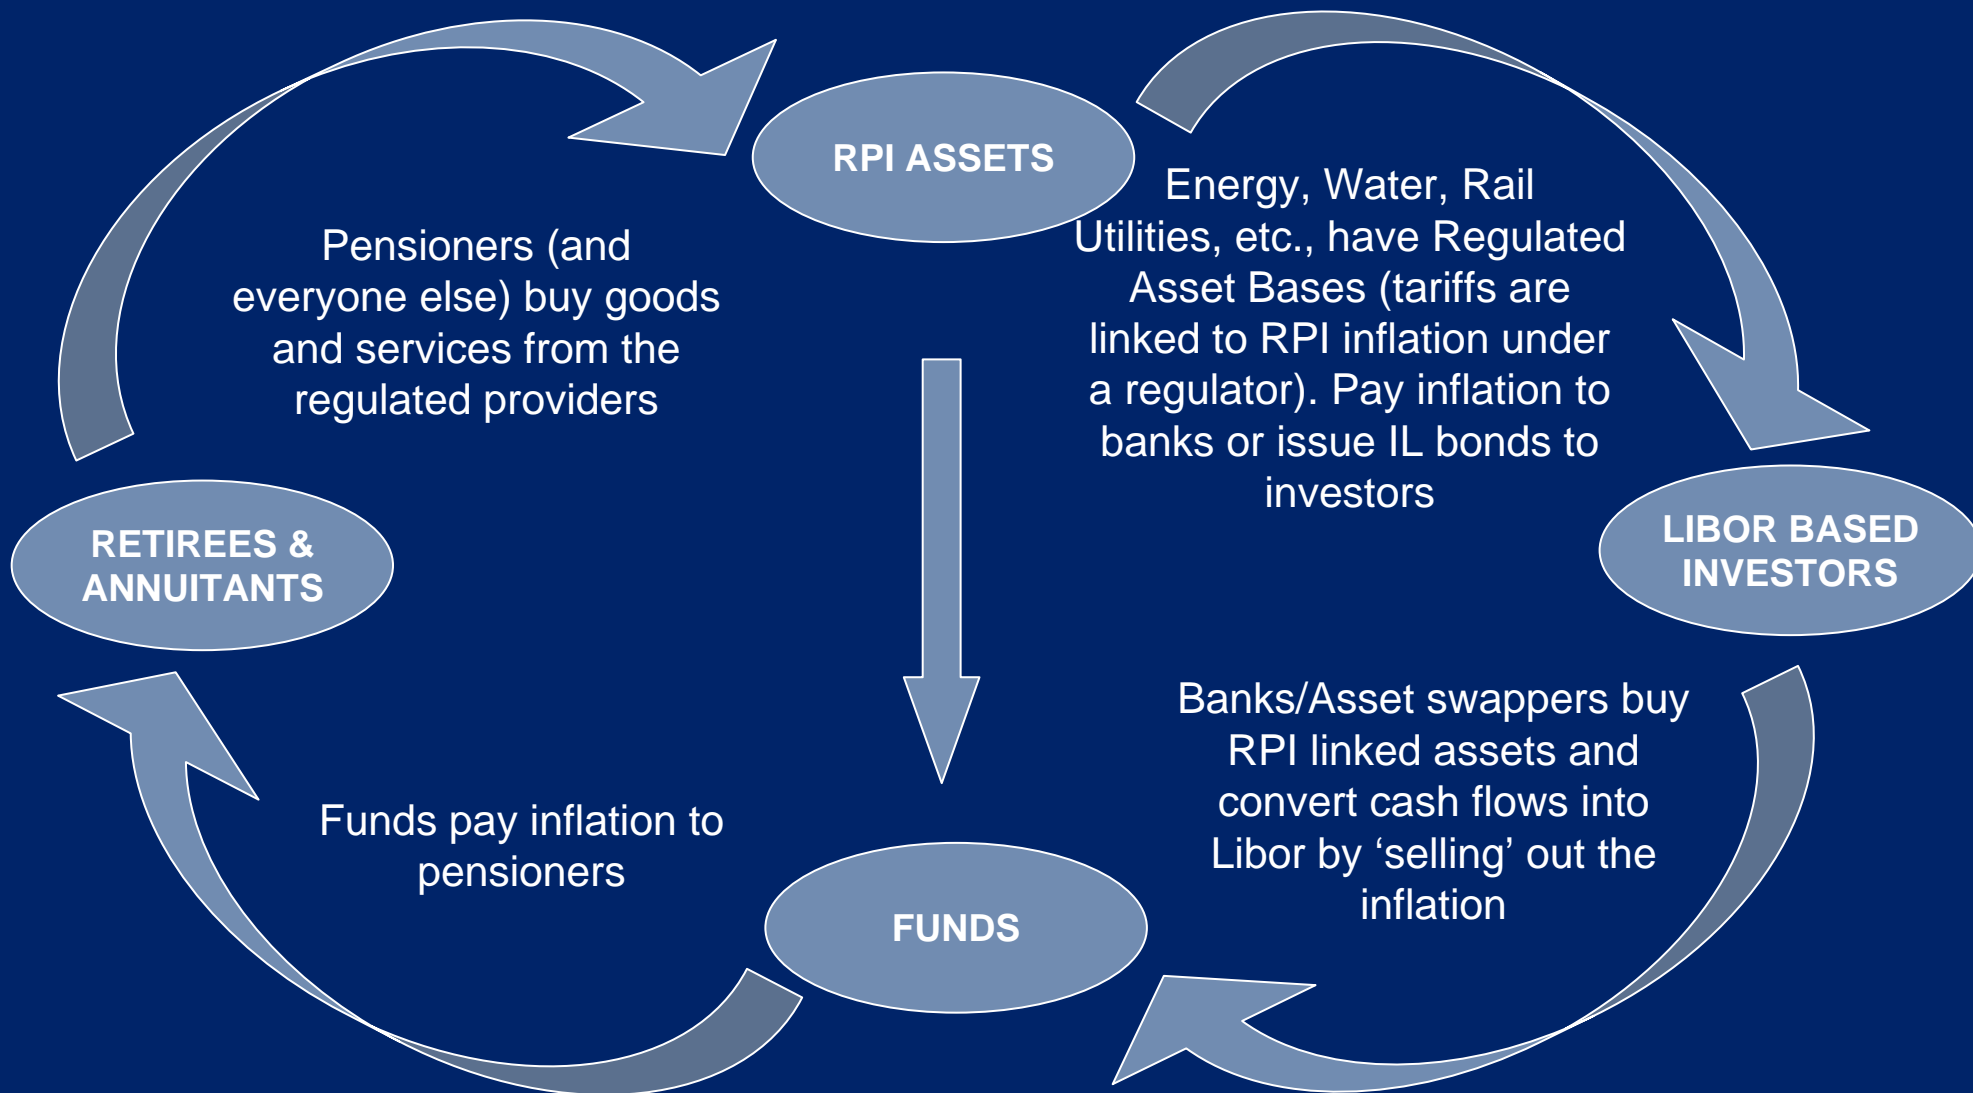 RPI ASSETS
Energy, Water, Rail
Utilities, etc., have Regulated
Asset Bases (tariffs are
linked to RPI inflation under
a regulator). Pay inflation to
banks or issue IL bonds to
investors
Pensioners (and
everyone else) buy goods
and services from the
regulated providers
RETIREES &
ANNUITANTS
LIBOR BASED
INVESTORS
Banks/Asset swappers buy
RPI linked assets and
convert cash flows into
Libor by ‘selling’ out the
inflation
Funds pay inflation to
pensioners
FUNDS